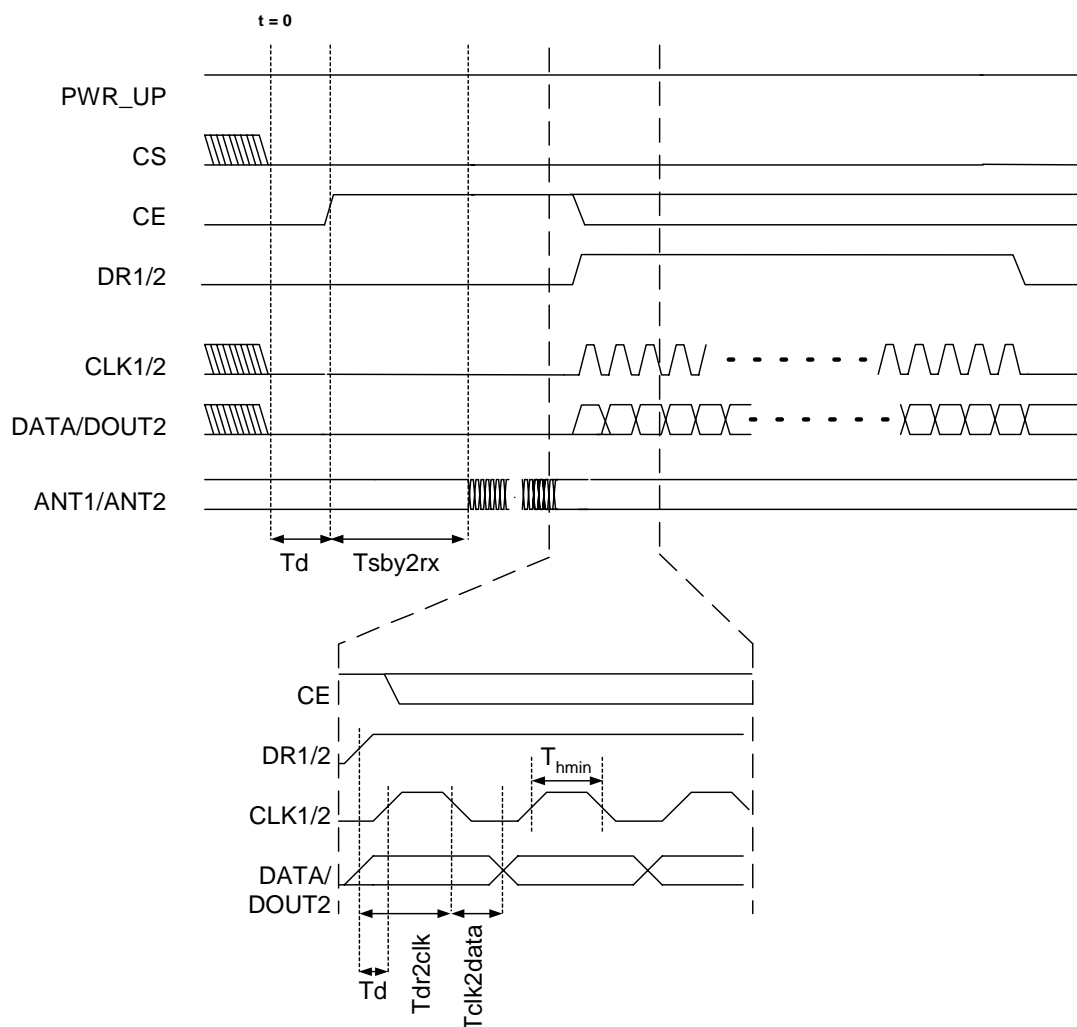 t = 0
PWR_UP
CS
CE
DR1/2
CLK1/2
DATA/DOUT2
ANT1/ANT2
Td
Tsby2rx
CE
DR1/2
Thmin
CLK1/2
DATA/
DOUT2
Td
Tdr2clk
Tclk2data